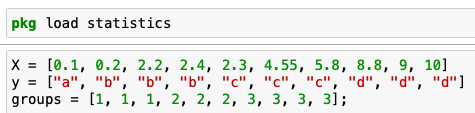 pkg load statistics
X = [0.1, 0.2, 2.2, 2.4, 2.3, 4.55, 5.8, 8.8, 9, 10]
y = ["a", "b", "b", "b", "c", "c", "c", "d", "d", "d"]
groups = [1, 1, 1, 2, 2, 2, 3, 3, 3, 3];